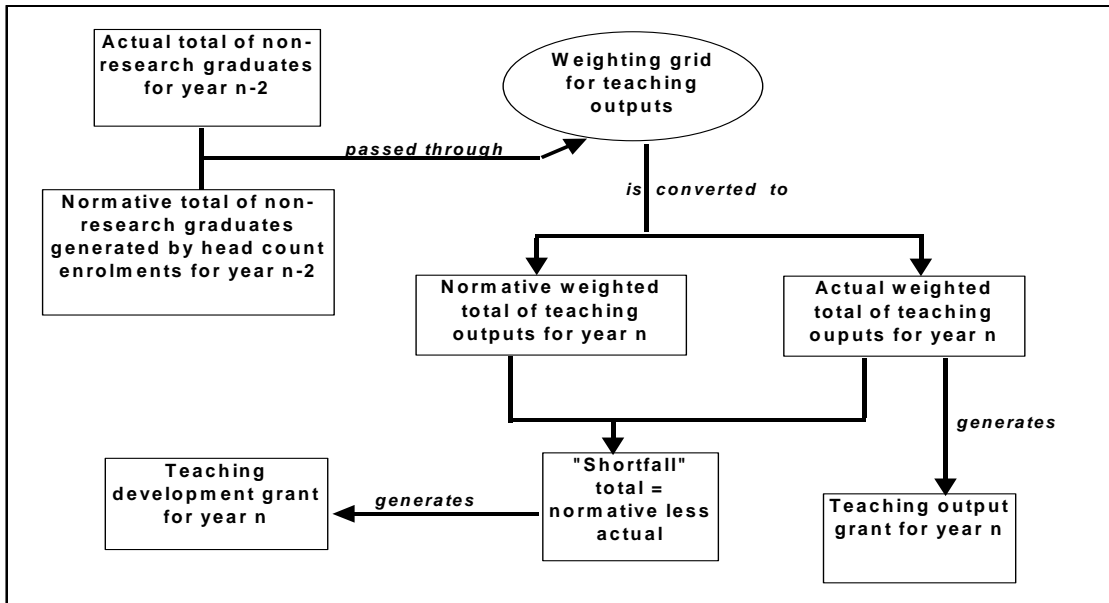 Actual total of non-
research graduates
for year n-2
Weighting grid
for teaching
outputs
passed through
Normative total of non-
research graduates
generated by head count
enrolments for year n-2
is converted to
Normative weighted
total of teaching
outputs for year n
Actual weighted
total of teaching
ouputs for year n
generates
"Shortfall"
total =
normative less
actual
generates
Teaching
development grant
for year n
Teaching output
grant for year n